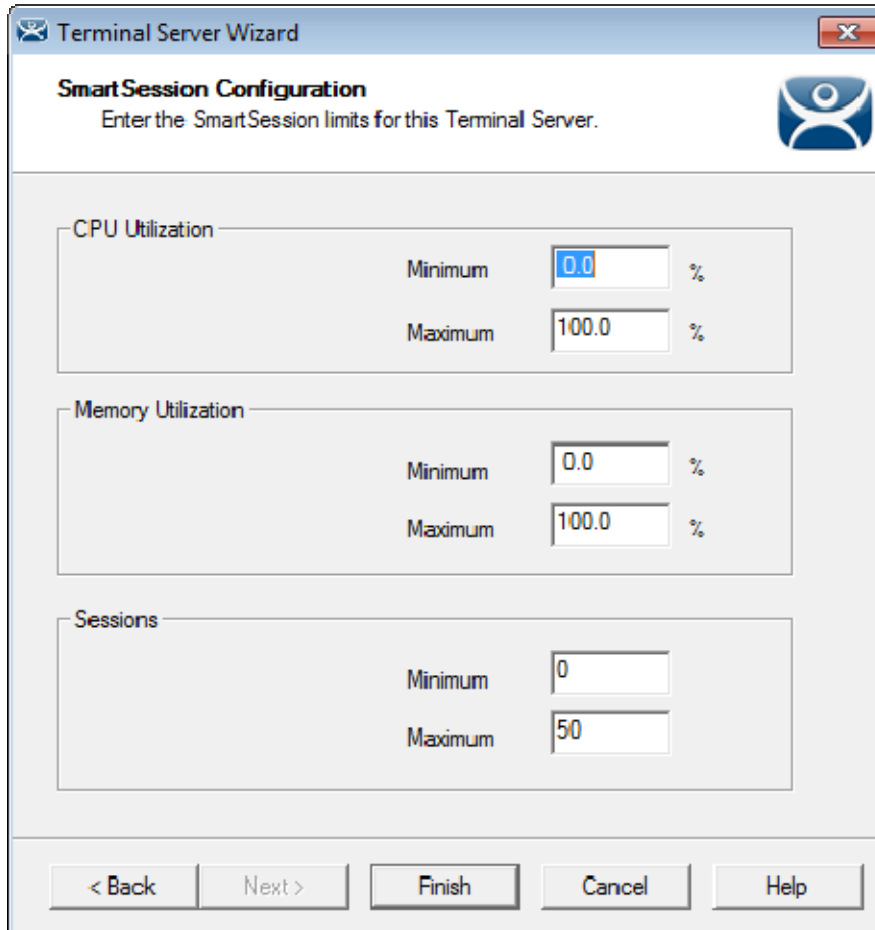 Terminal Server Wizard
SmartSession Configuration
Enter the SmartSession limits for this Terminal Server.
CPU Utilization
Minimum 0.0 %
Maximum 100.0 %
Memory Utilization
Minimum 0.0 %
Maximum 100.0 %
Sessions
Minimum 0
Maximum 50
< Back Next > Finish Cancel Help